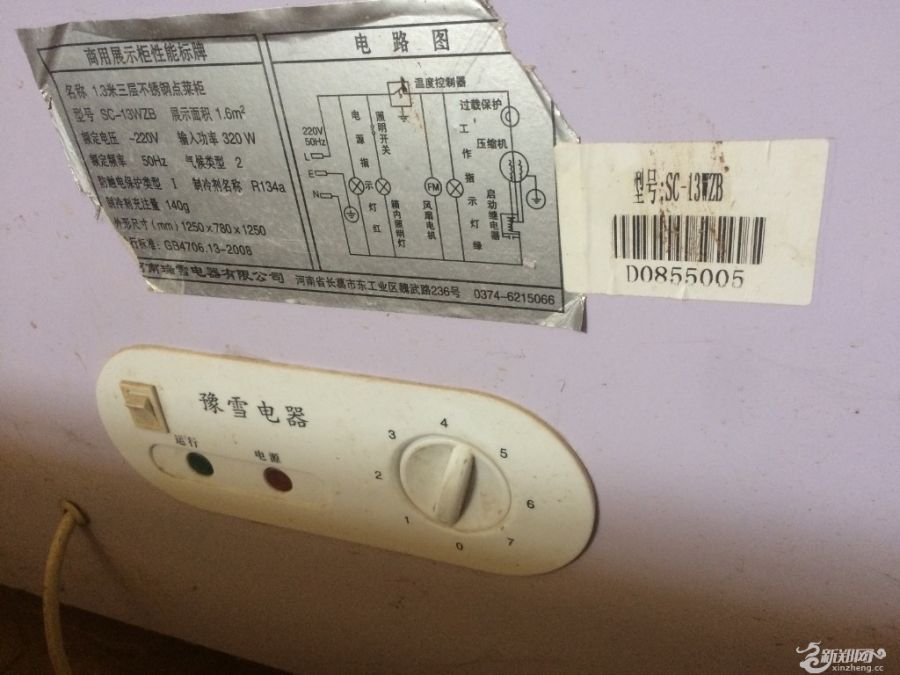 商用展示柜性能标牌
名称 1.3米三层不锈钢点菜柜
型号 SC-13WZB 展示面积 1.6m²
额定电压 ~220V 输入功率 320 W
额定频率 50Hz 气候类型 2
防触电保护类型 I 制冷剂名称 R134a
制冷剂充注量 140g
外形尺寸(mm) 1250×780×1250
行标准: GB4706.13-2008
南瑞雪电器有限公司 河南省长葛市东工业区魏武路236号 0374-6215066
电路图
温度控制器
过载保护
压缩机
220V
50Hz
L
E
N
电源指示灯红
照明开关
箱内照明灯
FM
风扇电机
工作指示灯绿
启动继电器
型号:SC-13WZB
D0855005
豫雪电器
运行
电源
0
1
2
3
4
5
6
7
新郑网
xinzheng.cc